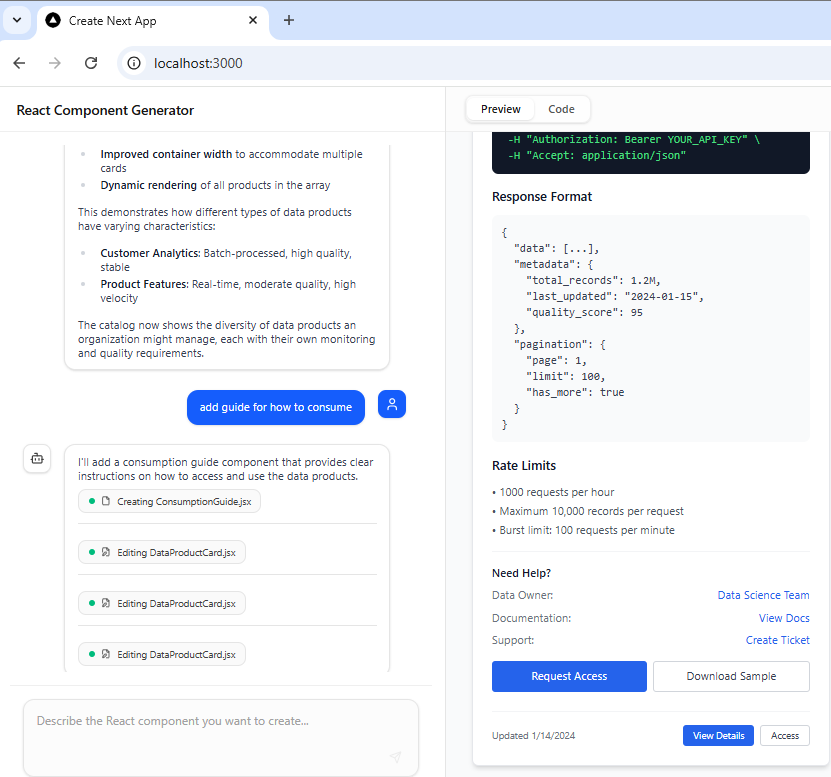 Create Next App
localhost:3000
React Component Generator
• Improved container width to accommodate multiple
cards
• Dynamic rendering of all products in the array
This demonstrates how different types of data products
have varying characteristics:
• Customer Analytics: Batch-processed, high quality,
stable
• Product Features: Real-time, moderate quality, high
velocity
The catalog now shows the diversity of data products an
organization might manage, each with their own monitoring
and quality requirements.
add guide for how to consume
I'll add a consumption guide component that provides clear
instructions on how to access and use the data products.
Creating ConsumptionGuide.jsx
Editing DataProductCard.jsx
Editing DataProductCard.jsx
Editing DataProductCard.jsx
Describe the React component you want to create...
Preview Code
-H "Authorization: Bearer YOUR_API_KEY" \
-H "Accept: application/json"
Response Format
{
"data": [...],
"metadata": {
"total_records": 1.2M,
"last_updated": "2024-01-15",
"quality_score": 95
},
"pagination": {
"page": 1,
"limit": 100,
"has_more": true
}
}
Rate Limits
• 1000 requests per hour
• Maximum 10,000 records per request
• Burst limit: 100 requests per minute
Need Help?
Data Owner: Data Science Team
Documentation: View Docs
Support: Create Ticket
Request Access Download Sample
Updated 1/14/2024 View Details Access